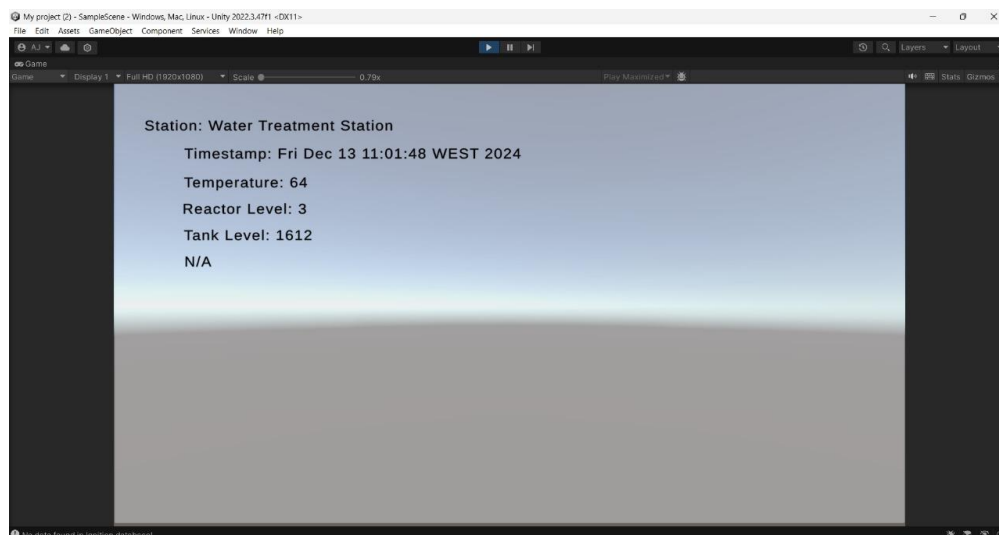 My project (2) - SampleScene - Windows, Mac, Linux - Unity 2022.3.47f1 <DX11>
File Edit Assets GameObject Component Services Window Help
AJ Layers Layout
Game
Game Display 1 Full HD (1920x1080) Scale 0.79x Play Maximized Stats Gizmos
Station: Water Treatment Station
Timestamp: Fri Dec 13 11:01:48 WEST 2024
Temperature: 64
Reactor Level: 3
Tank Level: 1612
N/A
No data found in Ignition database!